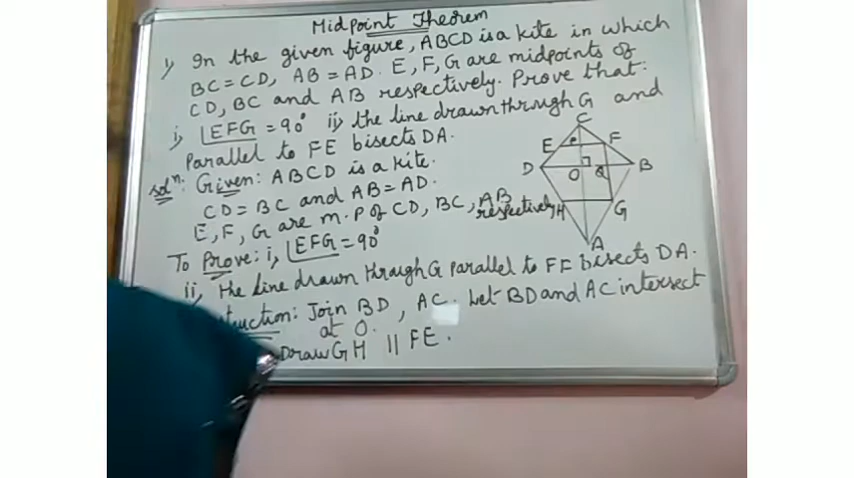 MidPoint Theorem
1) In the given figure, ABCD is a kite in which
BC = CD, AB = AD. E, F, G are midpoints of
CD, BC and AB respectively. Prove that:
i) ∠EFG = 90° ii) the line drawn through G and
Parallel to FE bisects DA.
Soln: Given: ABCD is a kite.
CD = BC and AB = AD.
E, F, G are m.P of CD, BC, AB respectively
To Prove: i, ∠EFG = 90°
ii, the line drawn through G parallel to FE bisects DA.
truction: Join BD, AC. Let BD and AC intersect
at O.
Draw GH || FE.
C
E
P
F
D
O
Q
B
H
G
A